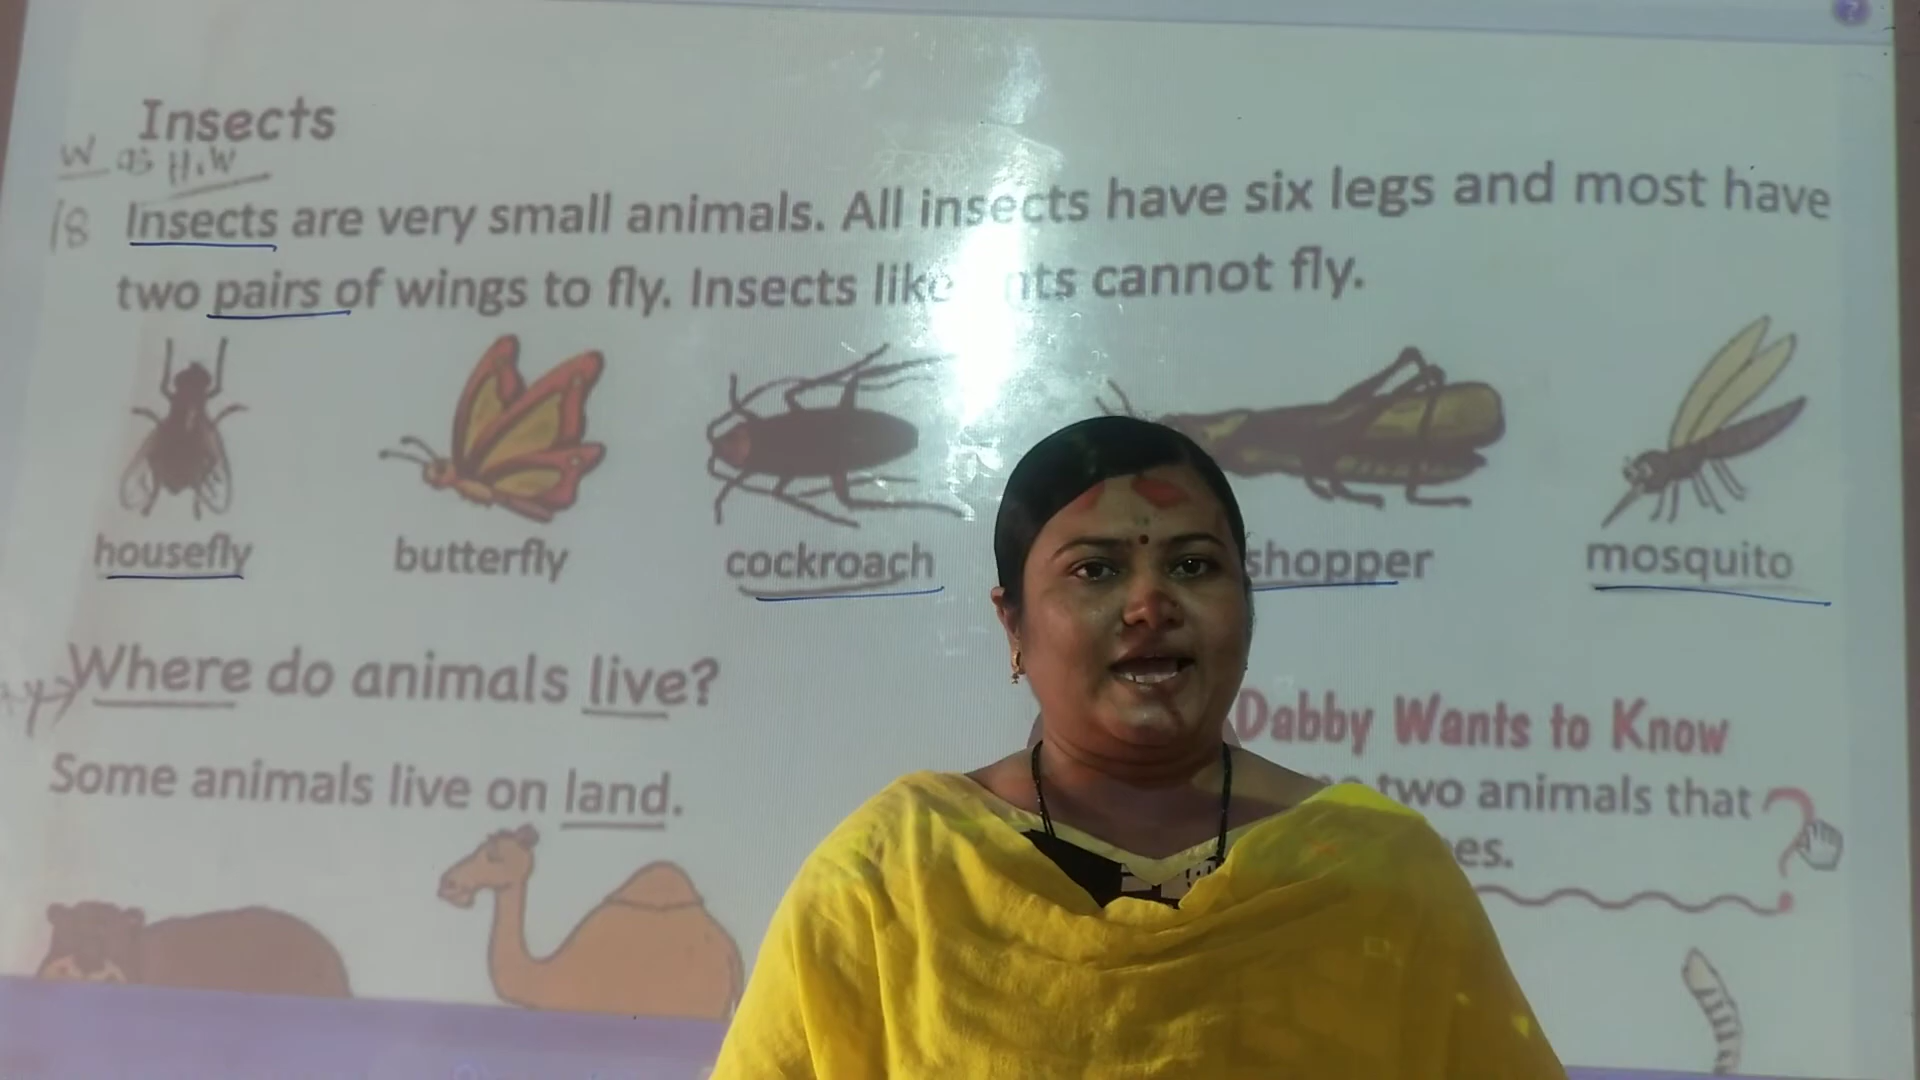 Insects
W as H.W
18 Insects are very small animals. All insects have six legs and most have
two pairs of wings to fly. Insects like cannot fly.
housefly butterfly cockroach shopper mosquito
Where do animals live?
Some animals live on land.
Dabby Wants to Know
two animals that
?